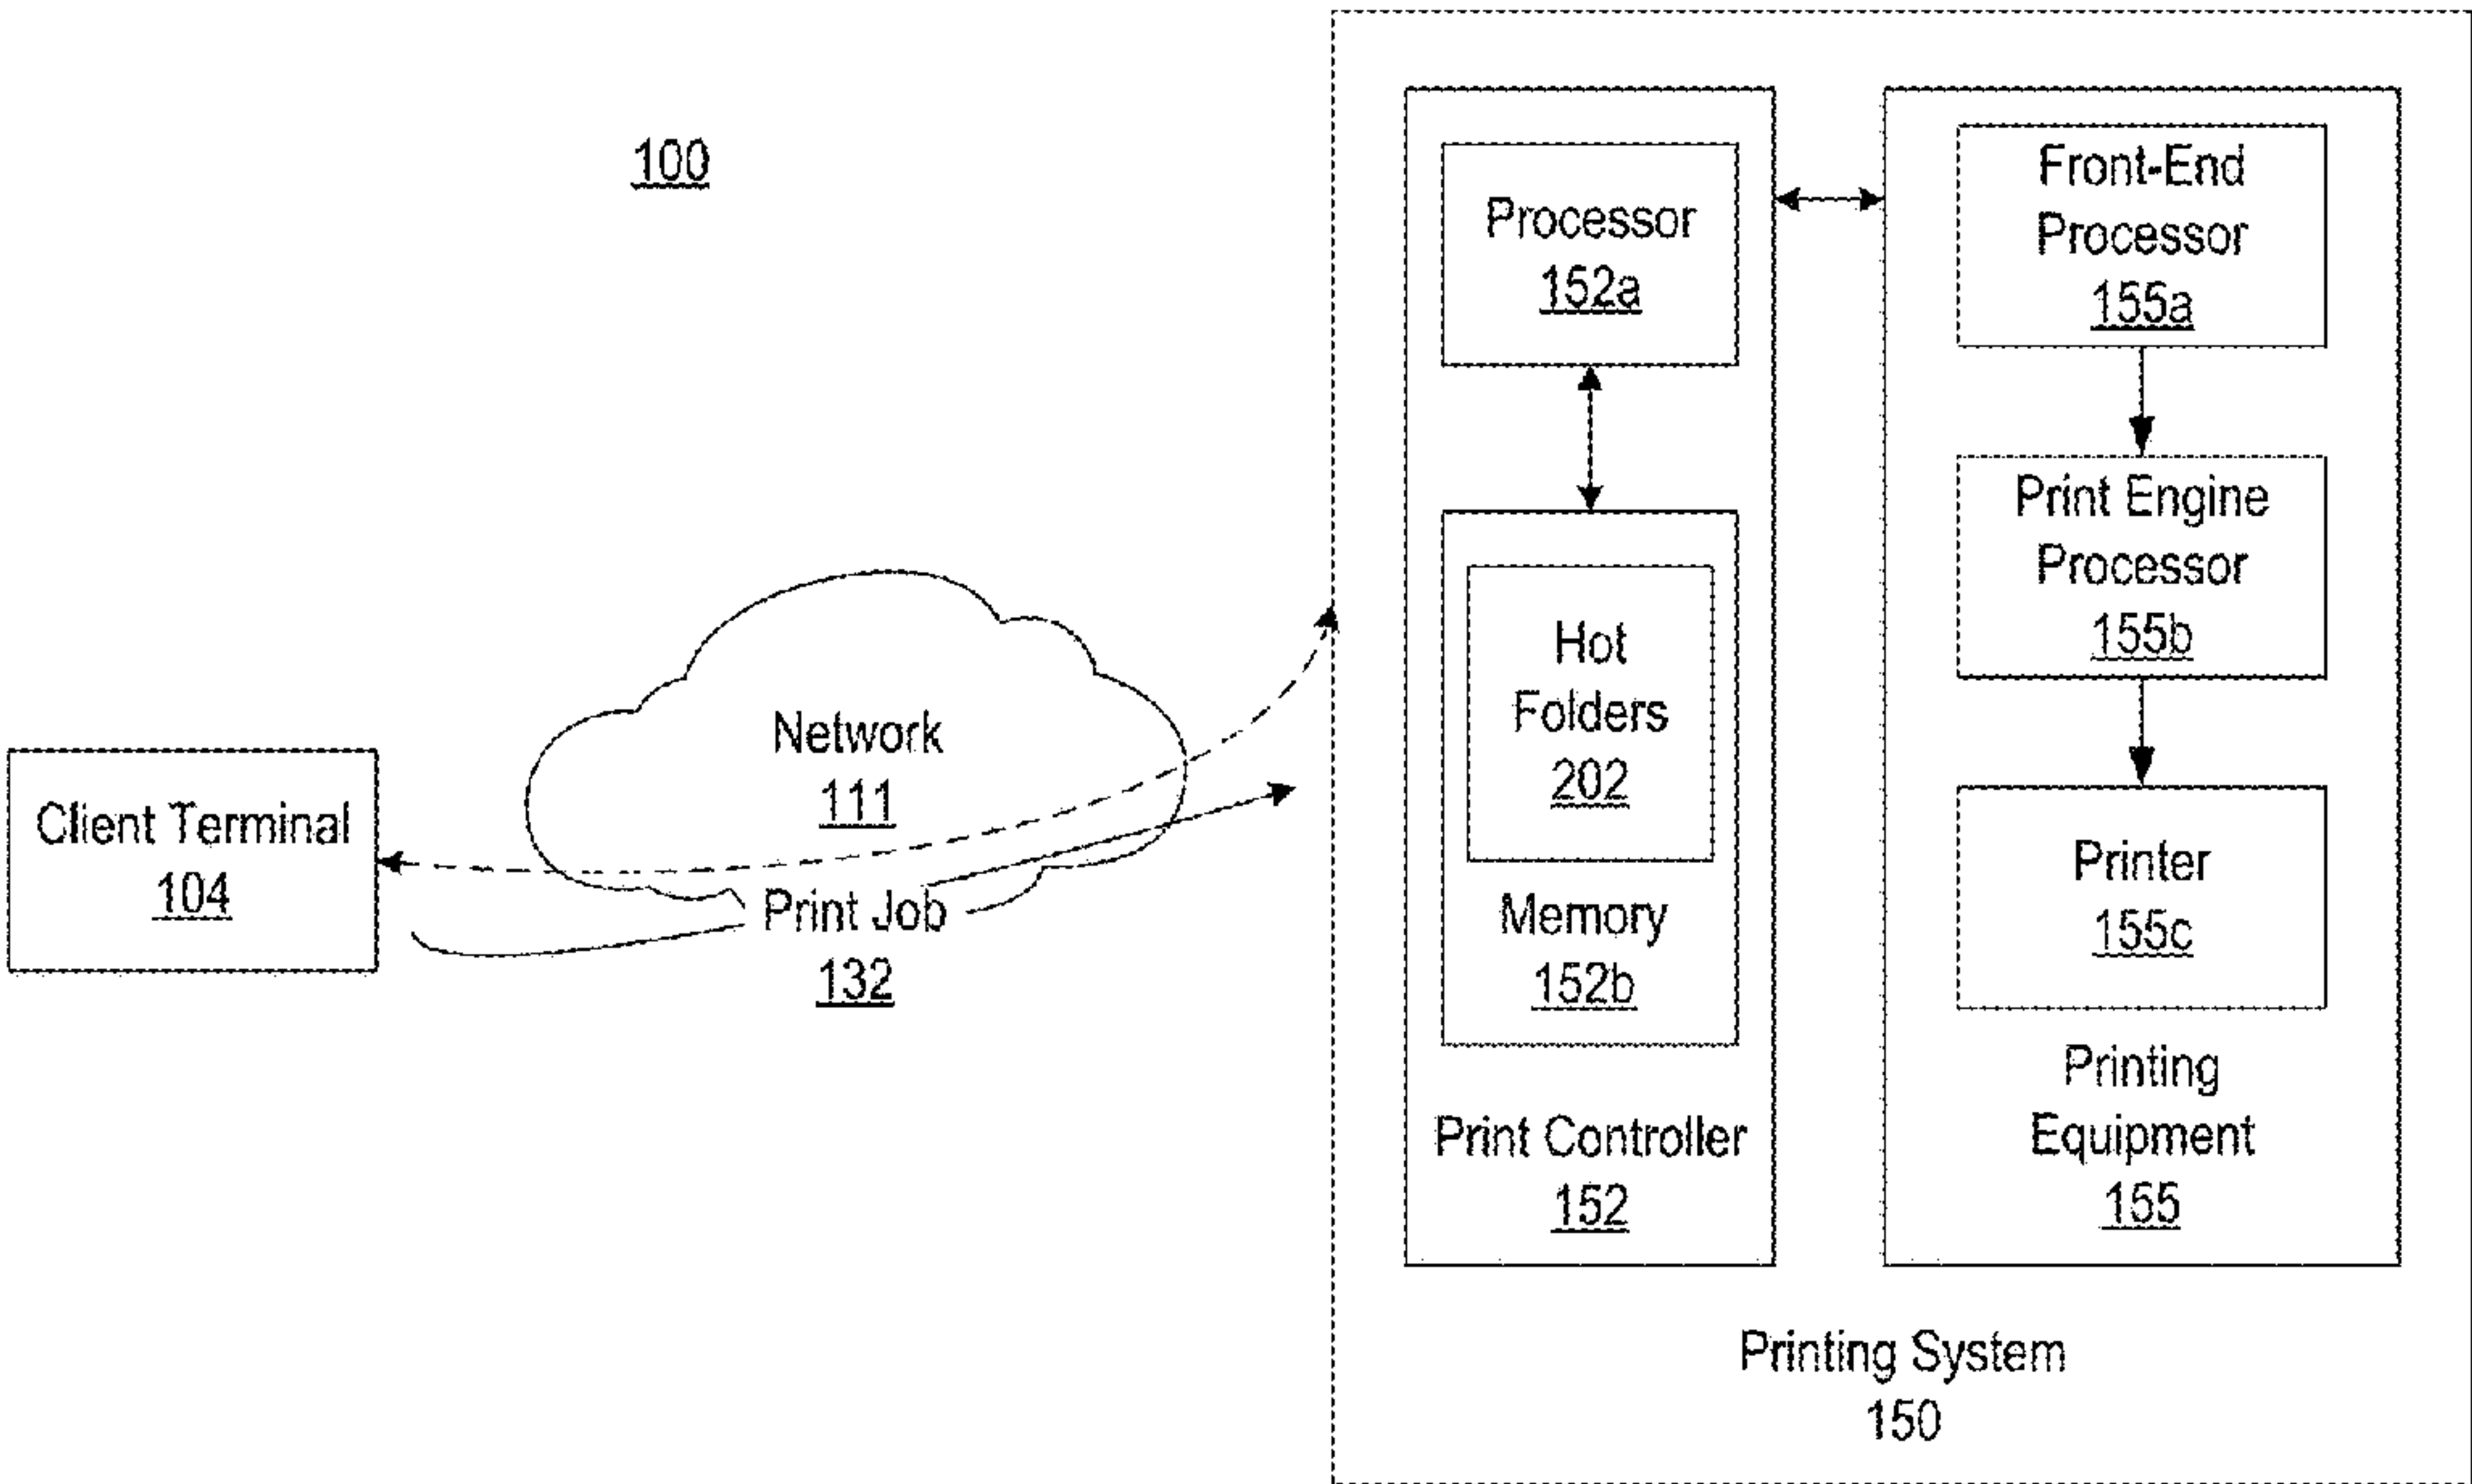 100
Client Terminal
104
Network
111
Print Job
132
Processor
152a
Hot
Folders
202
Memory
152b
Print Controller
152
Front-End
Processor
155a
Print Engine
Processor
155b
Printer
155c
Printing
Equipment
155
Printing System
150